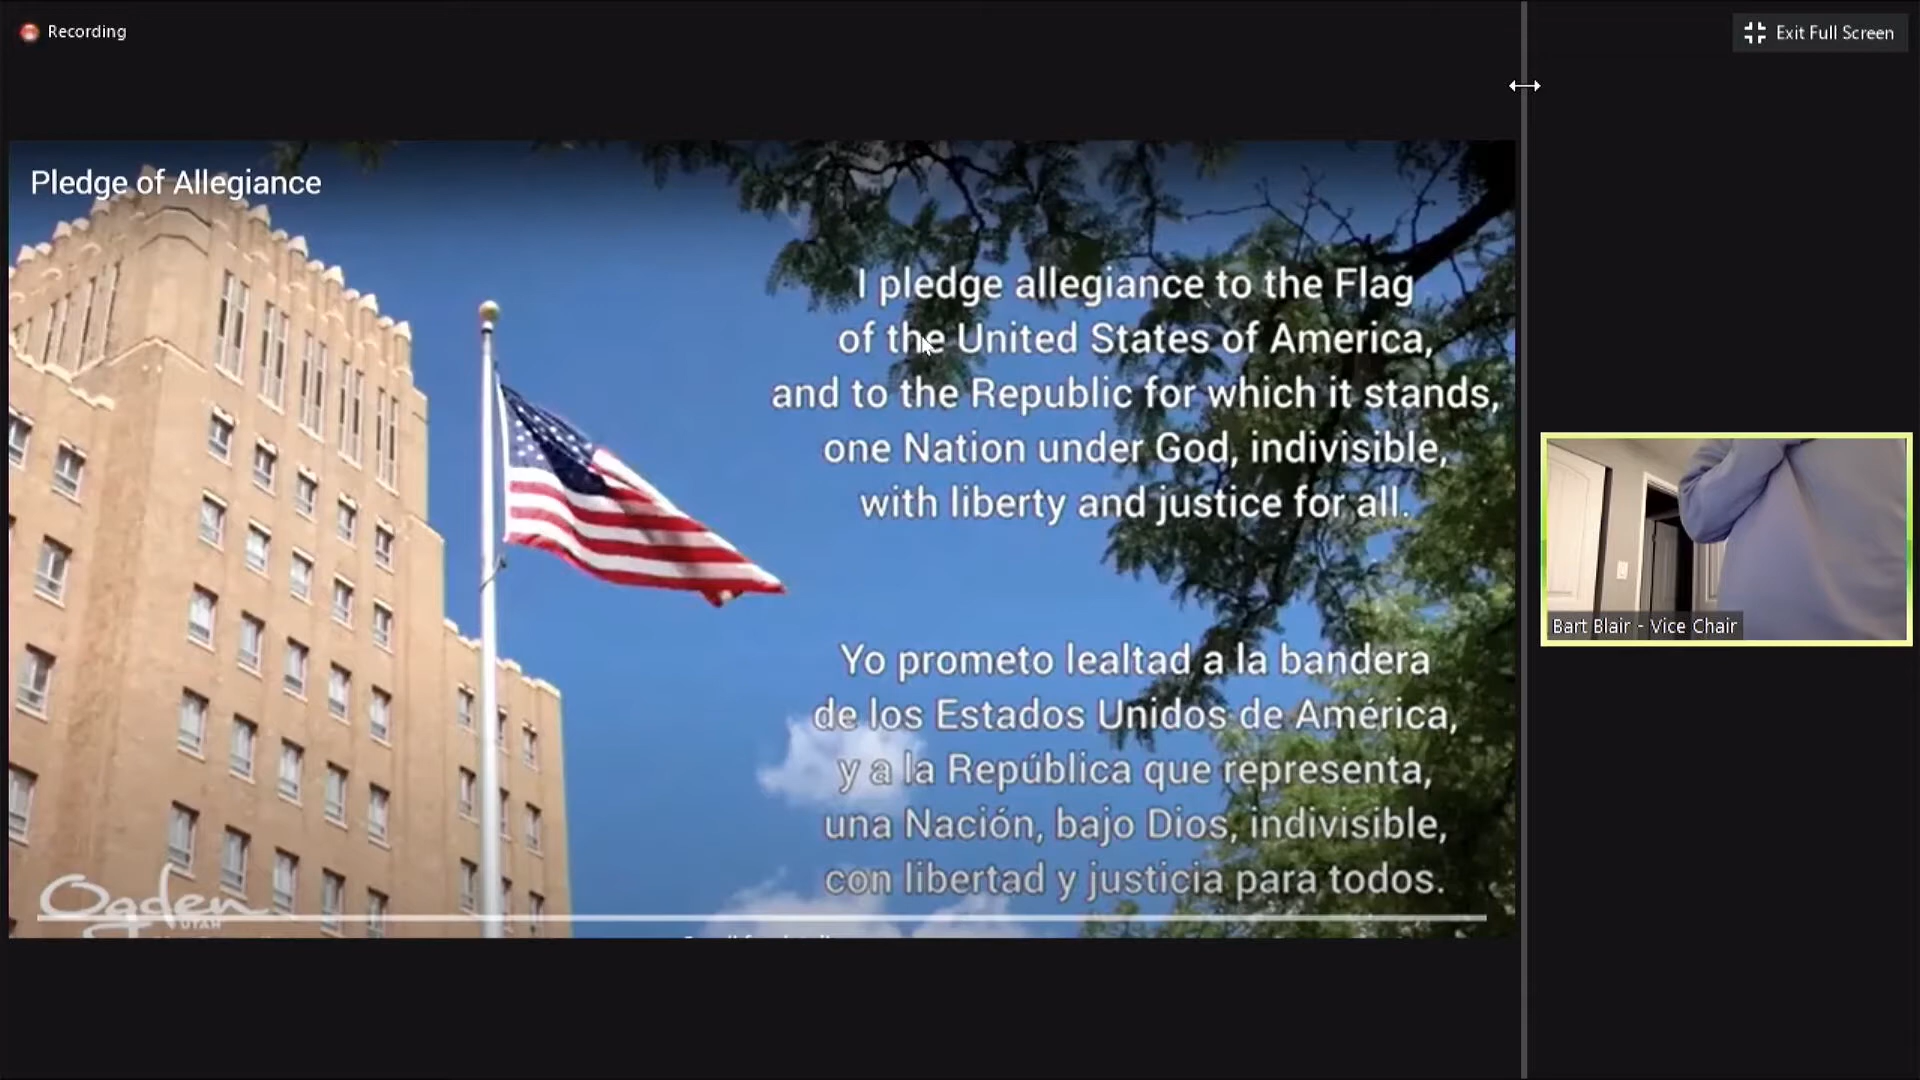 Recording
Exit Full Screen
Pledge of Allegiance
I pledge allegiance to the Flag
of the United States of America,
and to the Republic for which it stands,
one Nation under God, indivisible,
with liberty and justice for all.
Bart Blair - Vice Chair
Yo prometo lealtad a la bandera
de los Estados Unidos de América,
y a la República que representa,
una Nación, bajo Dios, indivisible,
con libertad y justicia para todos.
Ogden
UTAH